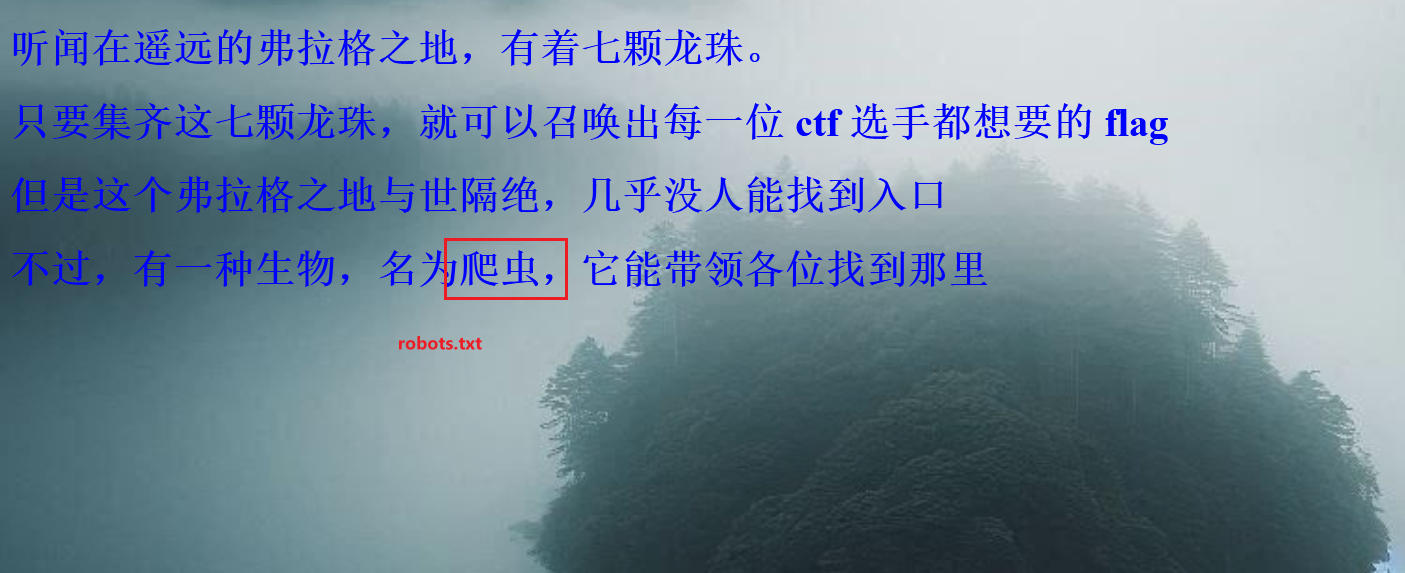 听闻在遥远的弗拉格之地，有着七颗龙珠。
只要集齐这七颗龙珠，就可以召唤出每一位 ctf 选手都想要的 flag
但是这个弗拉格之地与世隔绝，几乎没人能找到入口
不过，有一种生物，名为爬虫，它能带领各位找到那里
robots.txt